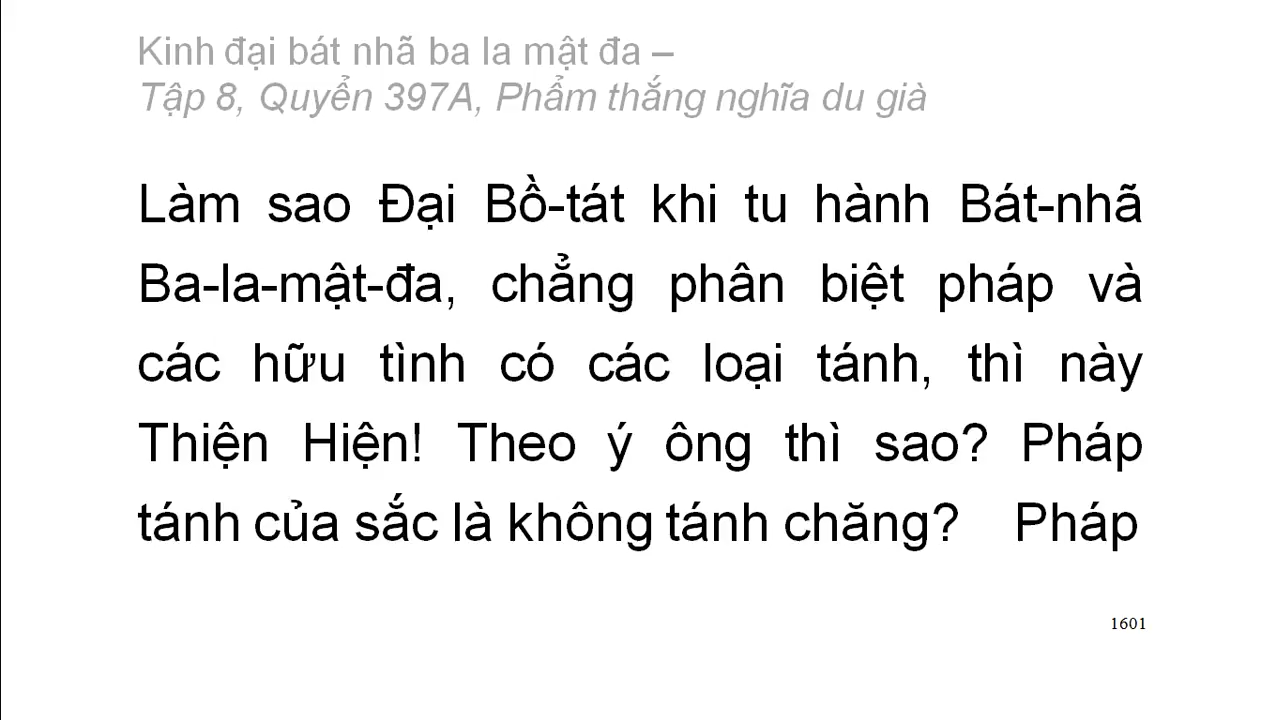 Kinh đại bát nhã ba la mật đa –
Tập 8, Quyển 397A, Phẩm thắng nghĩa du già
Làm sao Đại Bồ-tát khi tu hành Bát-nhã
Ba-la-mật-đa, chẳng phân biệt pháp và
các hữu tình có các loại tánh, thì này
Thiện Hiện! Theo ý ông thì sao? Pháp
tánh của sắc là không tánh chăng? Pháp
1601